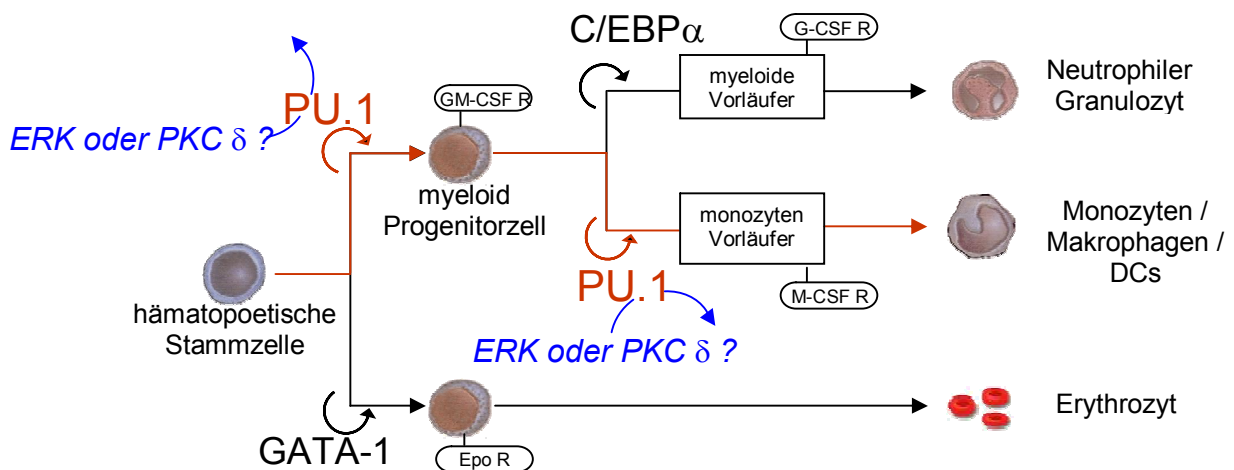 C/EBPα
G-CSF R
myeloide
Vorläufer
Neutrophiler
Granulozyt
PU.1
GM-CSF R
ERK oder PKC δ ?
myeloid
Progenitorzell
monozyten
Vorläufer
Monozyten /
Makrophagen /
DCs
PU.1
M-CSF R
hämatopoetische
Stammzelle
ERK oder PKC δ ?
Erythrozyt
GATA-1
Epo R